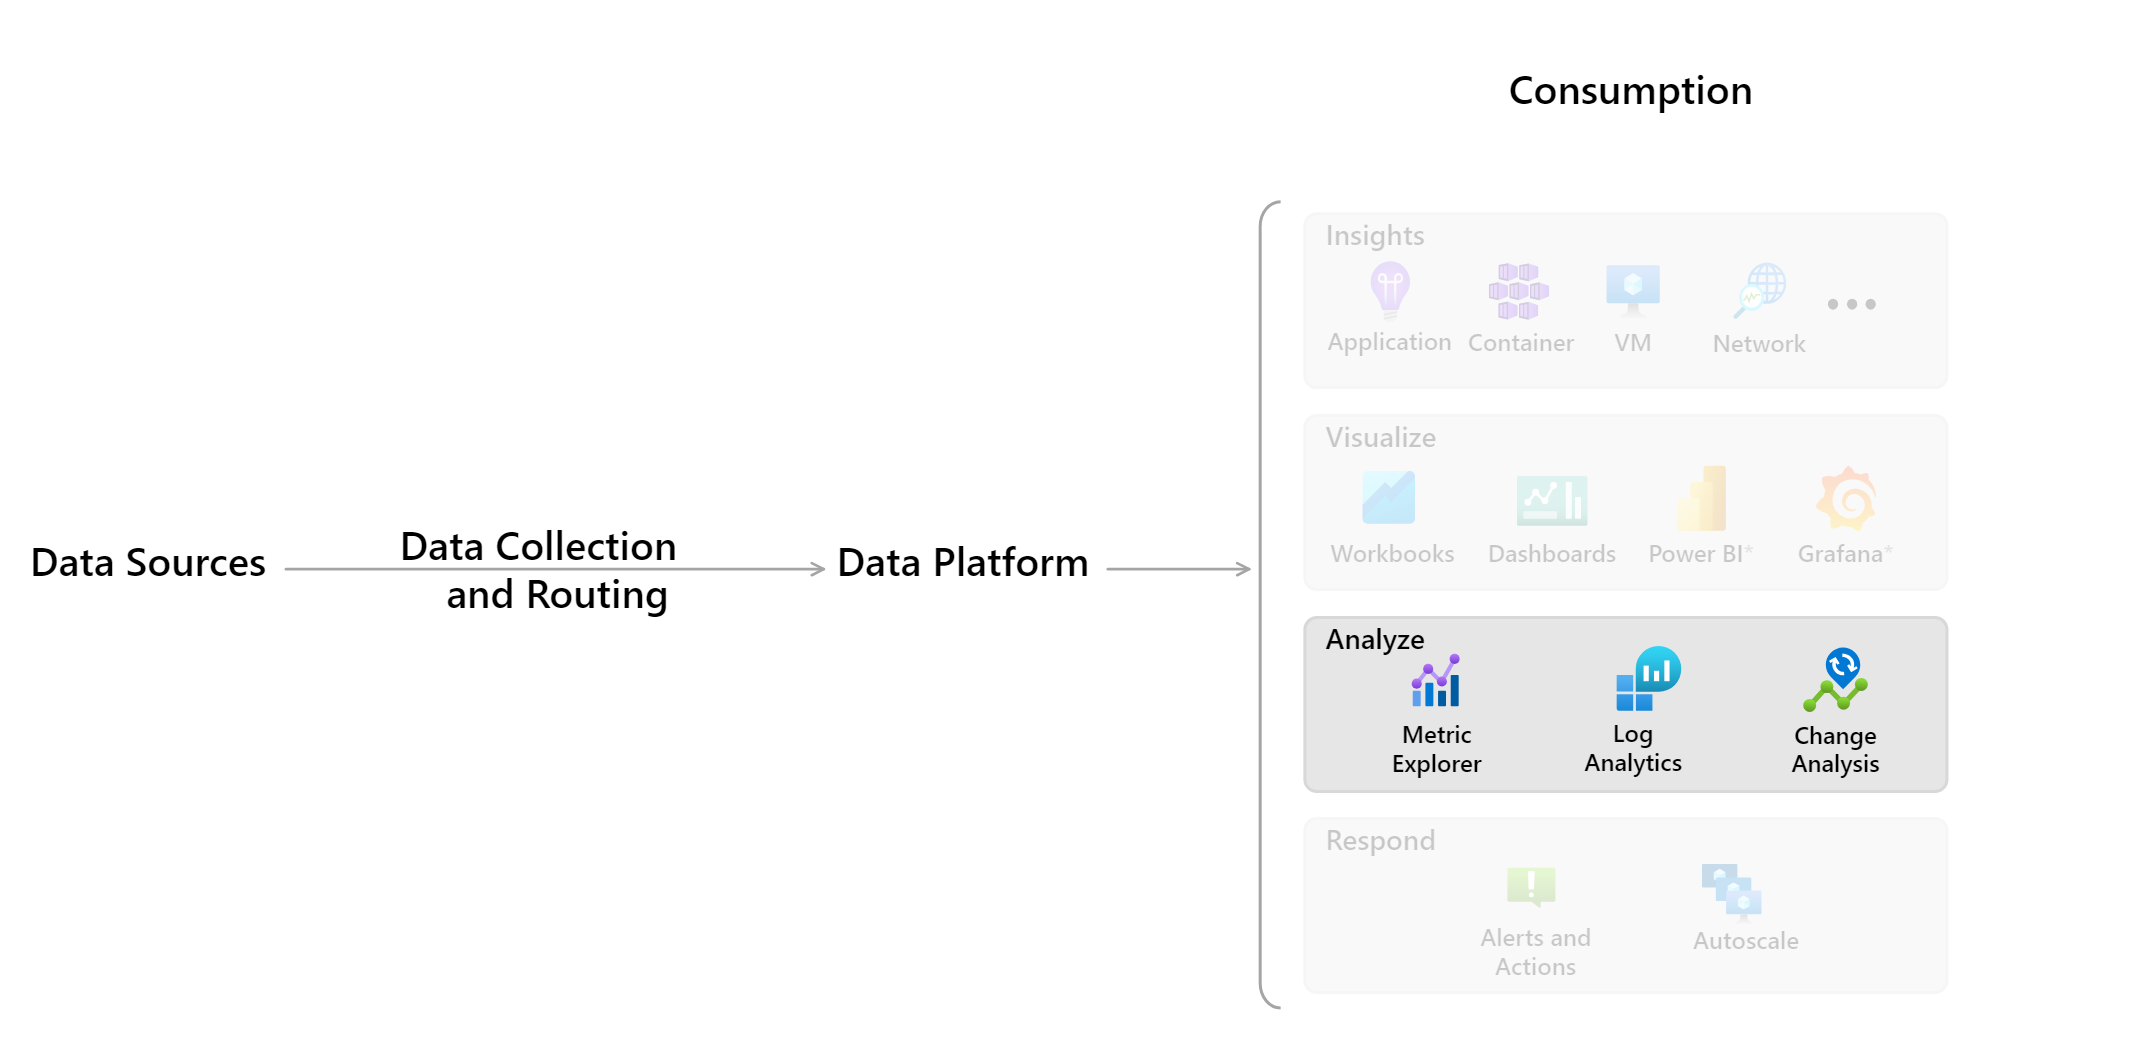 Consumption
Insights
Application Container VM Network
Visualize
Workbooks Dashboards Power BI* Grafana*
Data Sources
Data Collection
and Routing
Data Platform
Analyze
Metric
Explorer
Log
Analytics
Change
Analysis
Respond
Alerts and
Actions
Autoscale